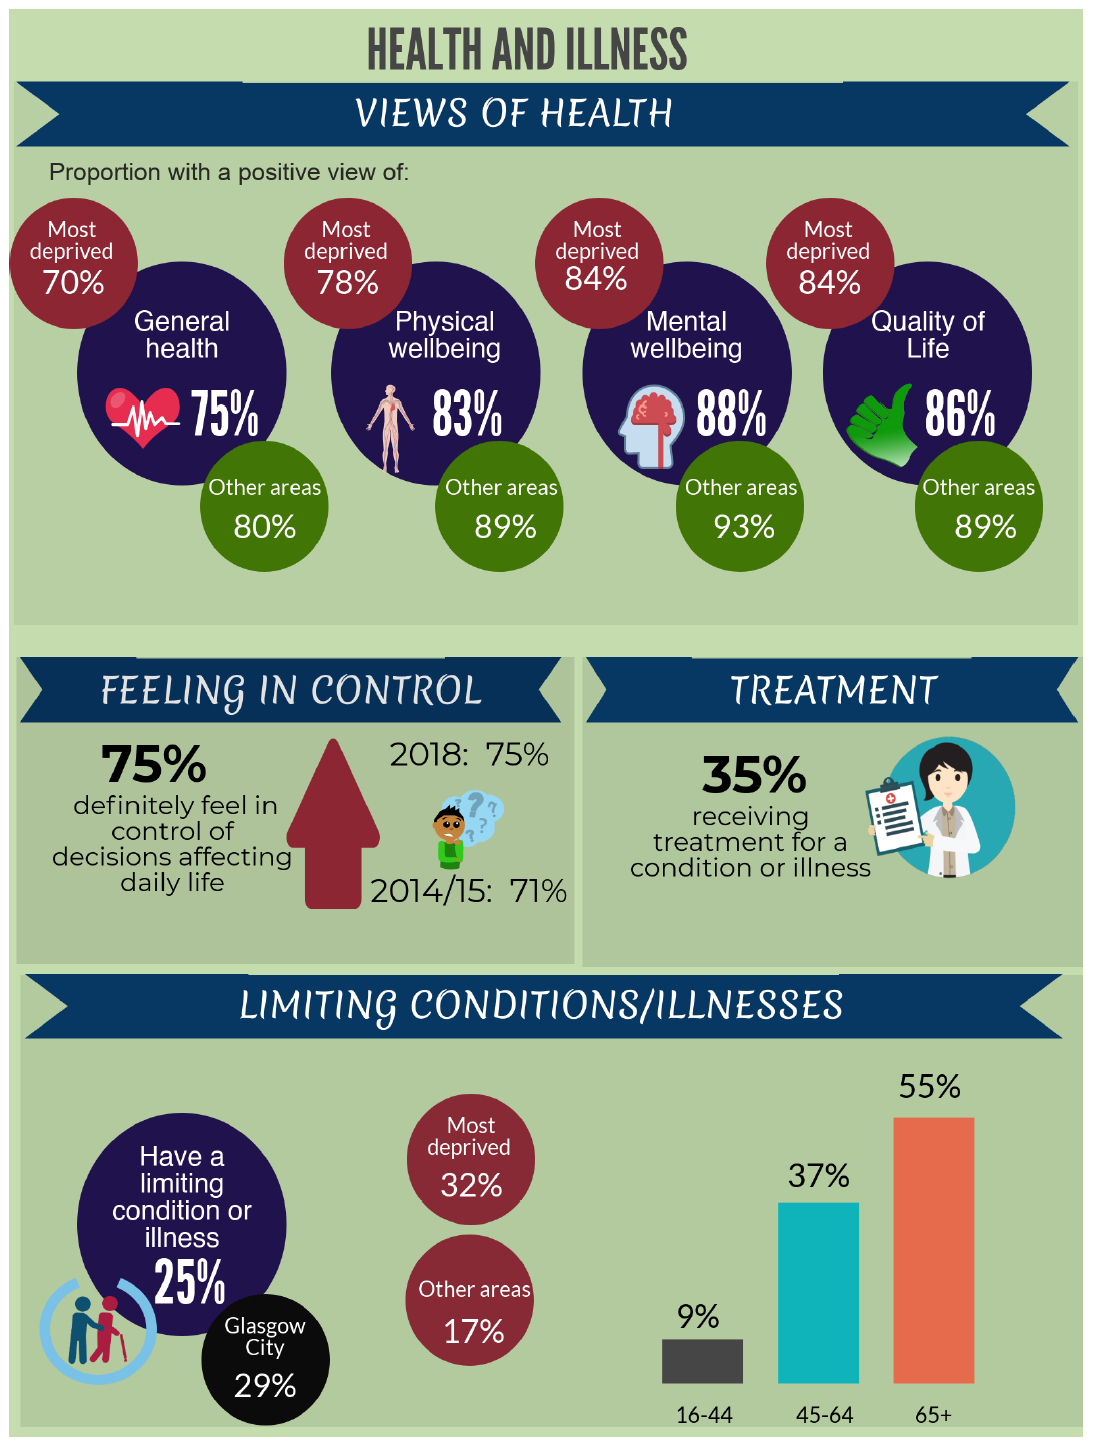 HEALTH AND ILLNESS
VIEWS OF HEALTH
Proportion with a positive view of:
Most
deprived
70%
General
health
75%
Other areas
80%
Most
deprived
78%
Physical
wellbeing
83%
Other areas
89%
Most
deprived
84%
Mental
wellbeing
88%
Other areas
93%
Most
deprived
84%
Quality of
Life
86%
Other areas
89%
FEELING IN CONTROL
75%
definitely feel in
control of
decisions affecting
daily life
2018: 75%
2014/15: 71%
TREATMENT
35%
receiving
treatment for a
condition or illness
LIMITING CONDITIONS/ILLNESSES
Have a
limiting
condition or
illness
25%
Glasgow
City
29%
Most
deprived
32%
Other areas
17%
9%
37%
55%
16-44
45-64
65+